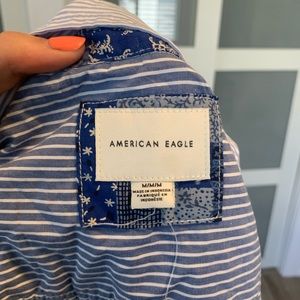 AMERICAN EAGLE
M/M/M
MADE IN INDONESIA
FABRIQUÉ EN
INDONÉSIE